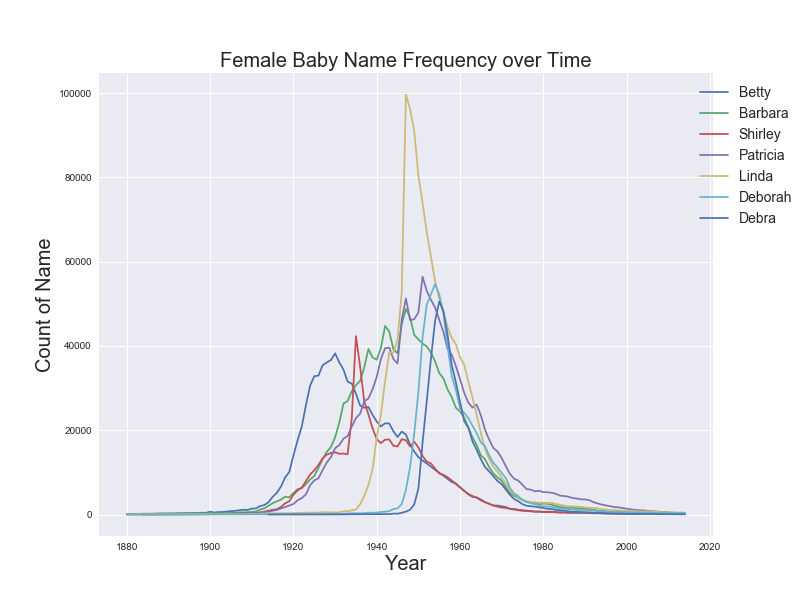 Female Baby Name Frequency over Time
Betty
Barbara
Shirley
Patricia
Linda
Deborah
Debra
100000
80000
60000
40000
20000
0
Count of Name
1880
1900
1920
1940
1960
1980
2000
2020
Year